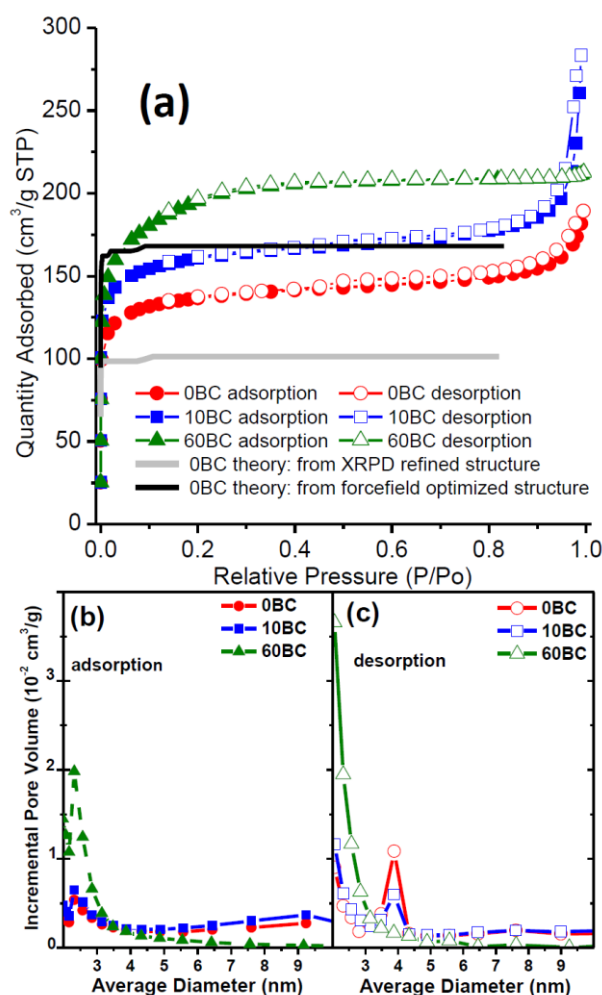 (a)
Quantity Adsorbed (cm³/g STP)
300
250
200
150
100
50
0
0BC adsorption 0BC desorption
10BC adsorption 10BC desorption
60BC adsorption 60BC desorption
0BC theory: from XRPD refined structure
0BC theory: from forcefield optimized structure
0.0 0.2 0.4 0.6 0.8 1.0
Relative Pressure (P/Po)
Incremental Pore Volume (10⁻² cm³/g)
3
2
1
0
(b)
adsorption
0BC
10BC
60BC
3 4 5 6 7 8 9
Average Diameter (nm)
(c)
desorption
0BC
10BC
60BC
3 4 5 6 7 8 9
Average Diameter (nm)